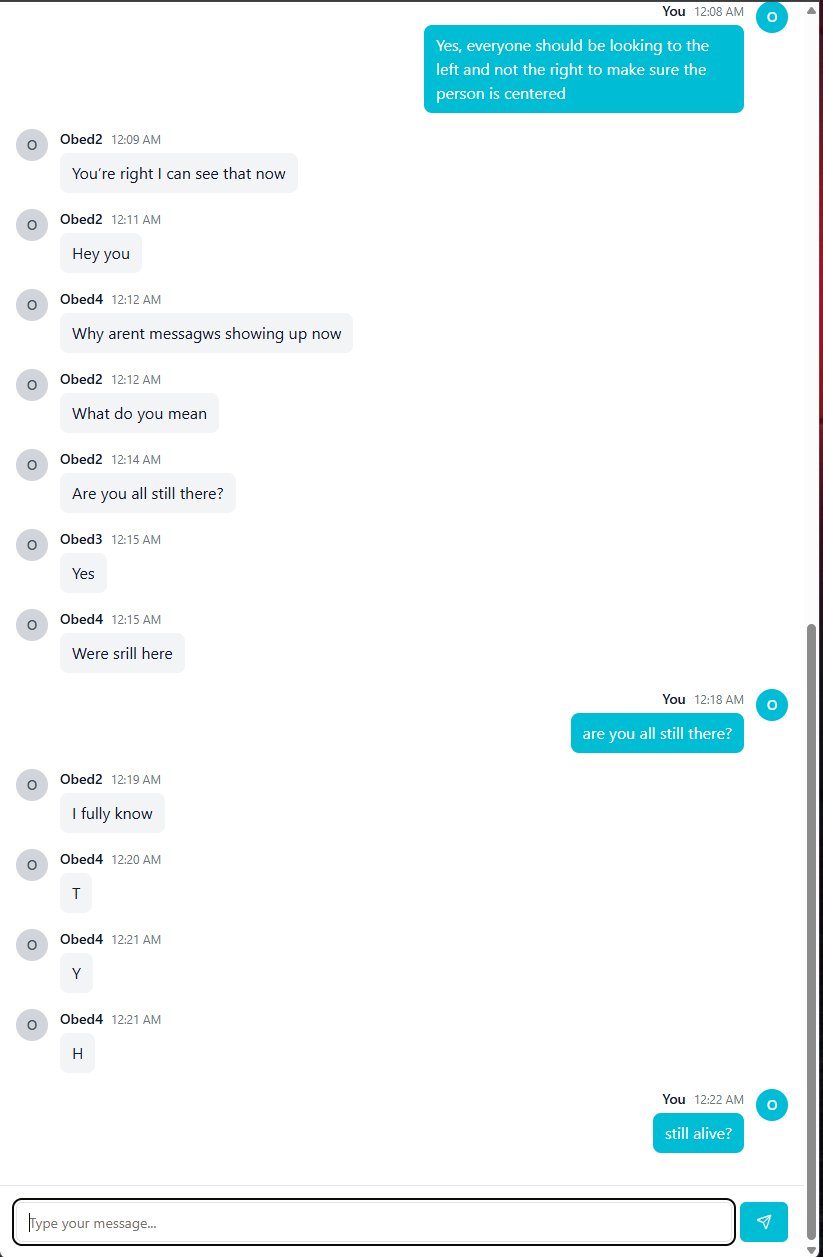 You 12:08 AM
O
Yes, everyone should be looking to the
left and not the right to make sure the
person is centered
O
Obed2 12:09 AM
You're right I can see that now
O
Obed2 12:11 AM
Hey you
O
Obed4 12:12 AM
Why arent messagws showing up now
O
Obed2 12:12 AM
What do you mean
O
Obed2 12:14 AM
Are you all still there?
O
Obed3 12:15 AM
Yes
O
Obed4 12:15 AM
Were srill here
You 12:18 AM
O
are you all still there?
O
Obed2 12:19 AM
I fully know
O
Obed4 12:20 AM
T
O
Obed4 12:21 AM
Y
O
Obed4 12:21 AM
H
You 12:22 AM
O
still alive?
Type your message...